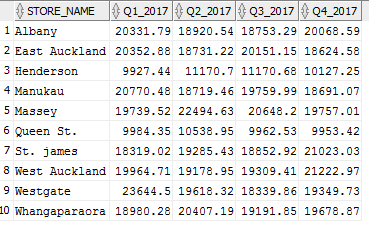 STORE_NAME Q1_2017 Q2_2017 Q3_2017 Q4_2017
1 Albany 20331.79 18920.54 18753.29 20068.59
2 East Auckland 20352.88 18731.22 20151.15 18624.58
3 Henderson 9927.44 11170.7 11170.68 10127.25
4 Manukau 20770.48 18719.46 19759.99 18691.07
5 Massey 19739.52 22494.63 20648.2 19757.01
6 Queen St. 9984.35 10538.95 9962.53 9953.42
7 St. james 18319.02 19285.43 18852.92 21023.03
8 West Auckland 19964.71 19178.95 19309.41 21222.97
9 Westgate 23644.5 19618.32 18339.86 19349.73
10 Whangaparaora 18980.28 20407.19 19191.85 19678.87